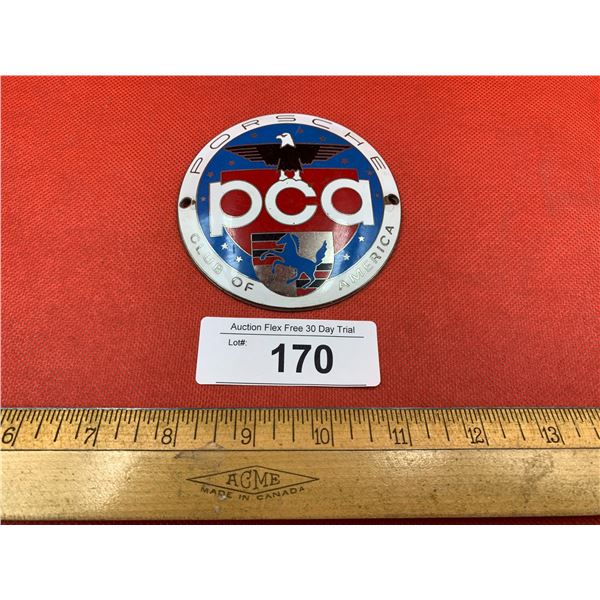 PORSCHE
pca
CLUB OF AMERICA
Auction Flex Free 30 Day Trial
Lot#: 170
6 7 8 9 10 11 12 13
ACME
MADE IN CANADA